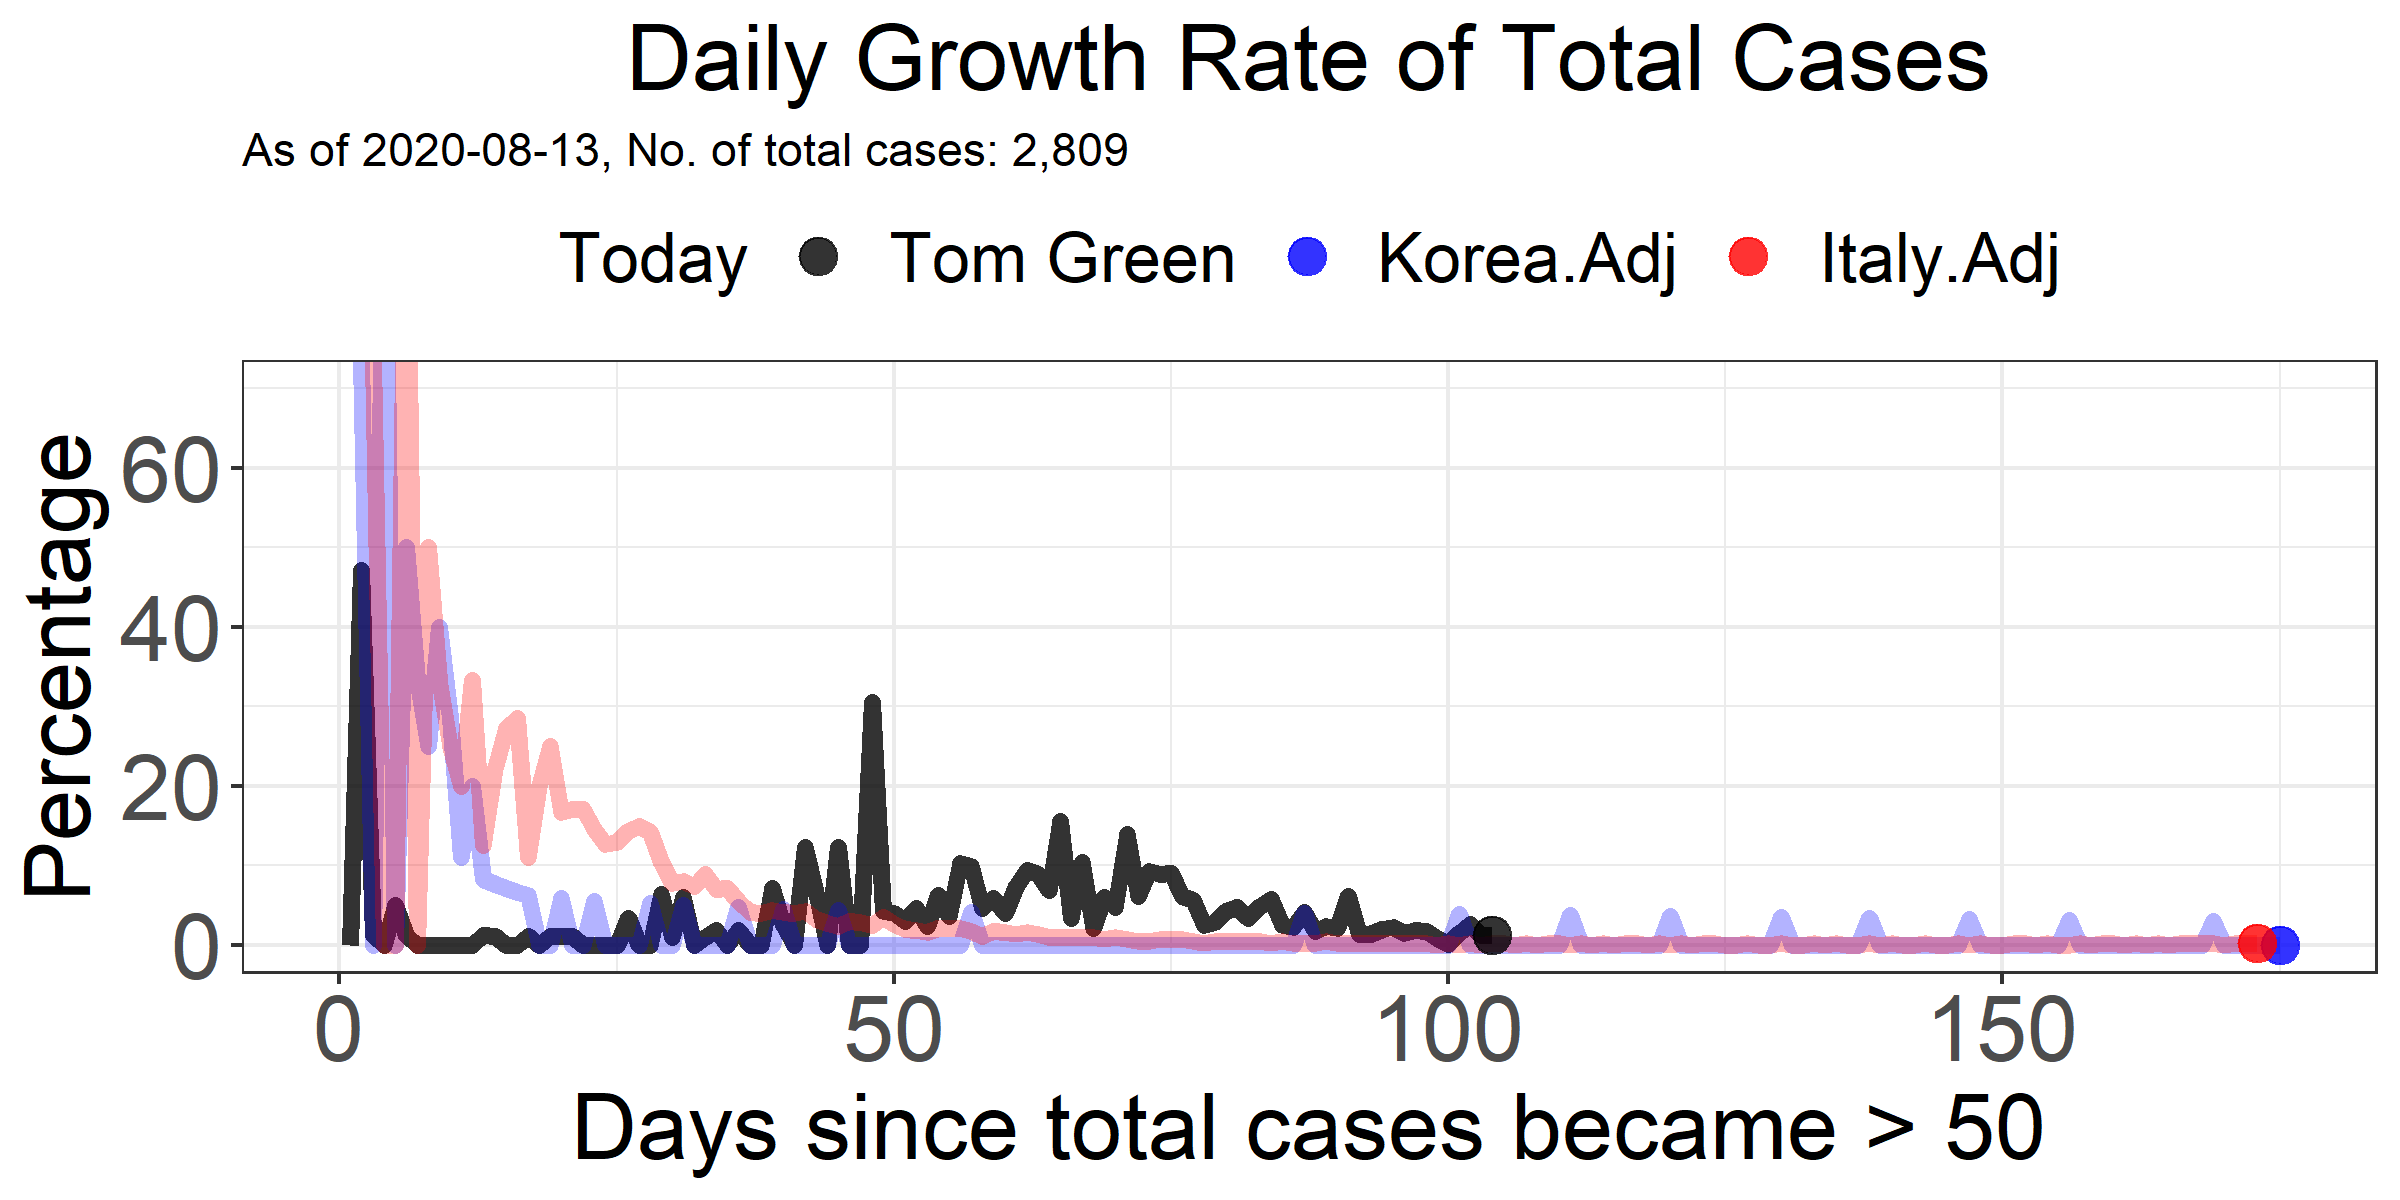 Daily Growth Rate of Total Cases
As of 2020-08-13, No. of total cases: 2,809
Today Tom Green Korea.Adj Italy.Adj
Percentage
60
40
20
0
0 50 100 150
Days since total cases became > 50